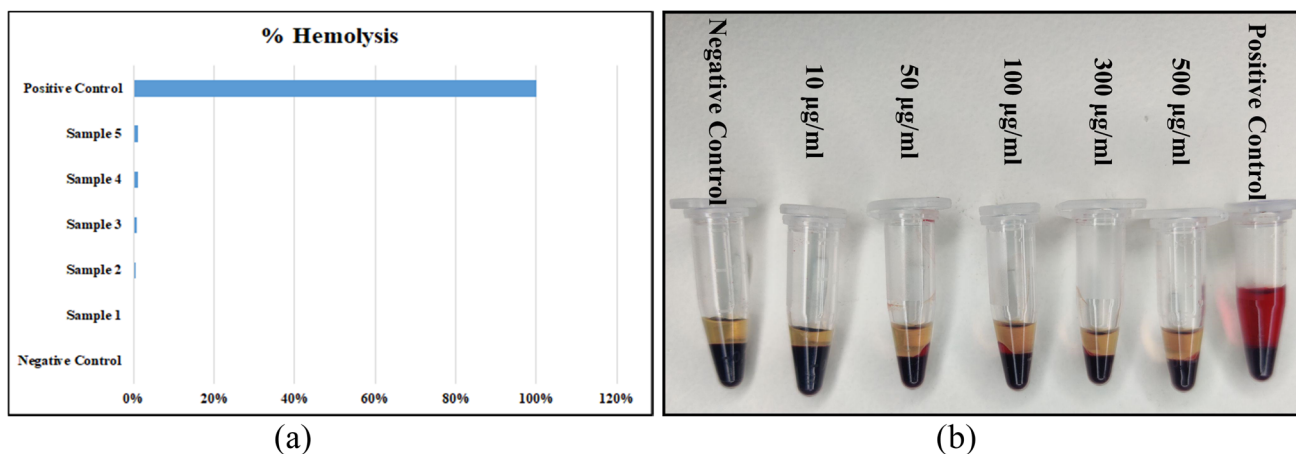 % Hemolysis
Positive Control
Sample 5
Sample 4
Sample 3
Sample 2
Sample 1
Negative Control
0%
20%
40%
60%
80%
100%
120%
(a)
Negative Control
10 µg/ml
50 µg/ml
100 µg/ml
300 µg/ml
500 µg/ml
Positive Control
(b)